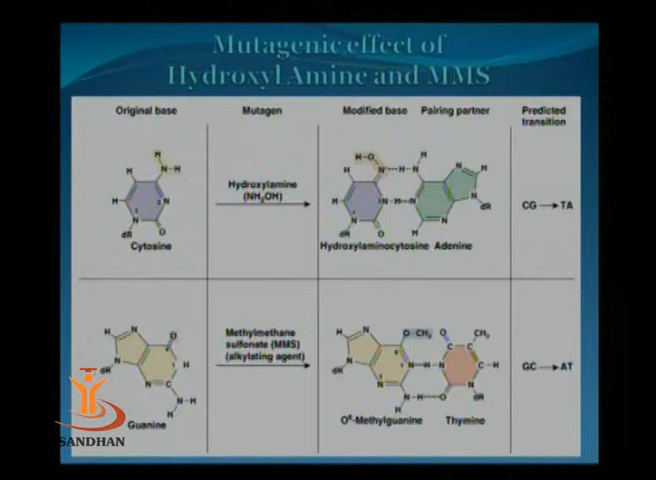 Mutagenic effect of
Hydroxyl Amine and MMS
Original base
Mutagen
Modified base
Pairing partner
Predicted
transition
Hydroxylamine
(NH₂OH)
CG → TA
Cytosine
Hydroxylaminocytosine
Adenine
Methylmethane
sulfonate (MMS)
(alkylating agent)
GC → AT
Guanine
O⁶-Methylguanine
Thymine
SANDHAN